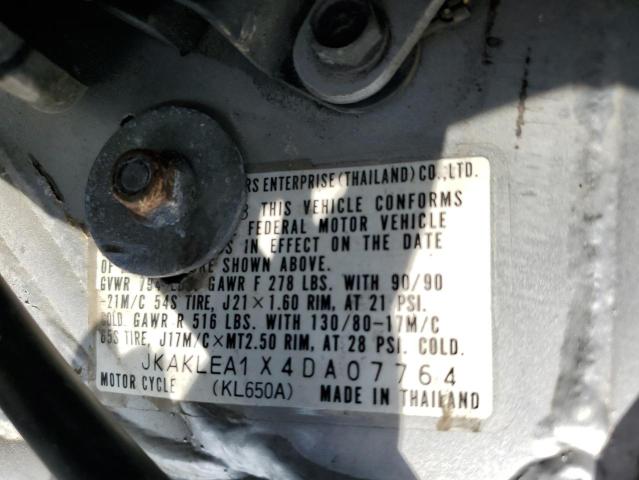 RS ENTERPRISE(THAILAND)CO.,LTD.
THIS VEHICLE CONFORMS
FEDERAL MOTOR VEHICLE
IN EFFECT ON THE DATE
OF SHOWN ABOVE.
GVWR 794 GAWR F 278 LBS. WITH 90/90
-21M/C 54S TIRE, J21×1.60 RIM, AT 21 PSI.
COLD. GAWR R 516 LBS. WITH 130/80-17M/C
65S TIRE, J17M/C×MT2.50 RIM, AT 28 PSI. COLD.
JKAKLEA1X4DA07764
MOTOR CYCLE (KL650A) MADE IN THAILAND